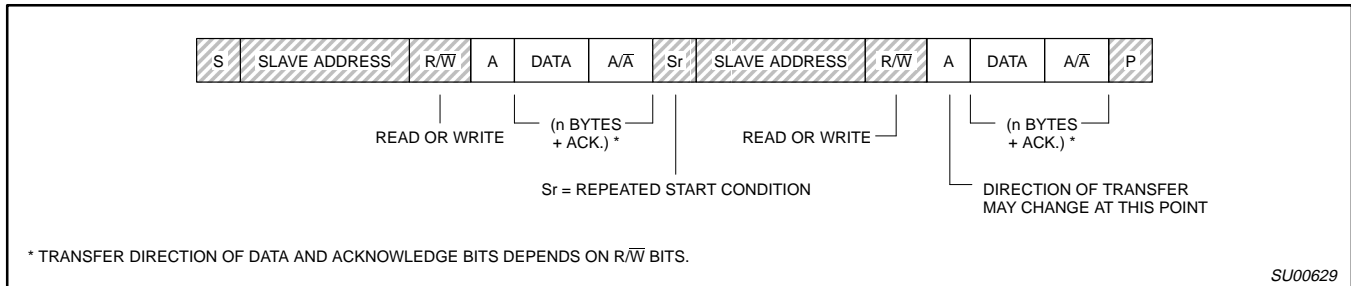 S SLAVE ADDRESS R/W̅ A DATA A/A̅ Sr SLAVE ADDRESS R/W̅ A DATA A/A̅ P
READ OR WRITE
(n BYTES
+ ACK.) *
READ OR WRITE
(n BYTES
+ ACK.) *
Sr = REPEATED START CONDITION
DIRECTION OF TRANSFER
MAY CHANGE AT THIS POINT
* TRANSFER DIRECTION OF DATA AND ACKNOWLEDGE BITS DEPENDS ON R/W̅ BITS.
SU00629